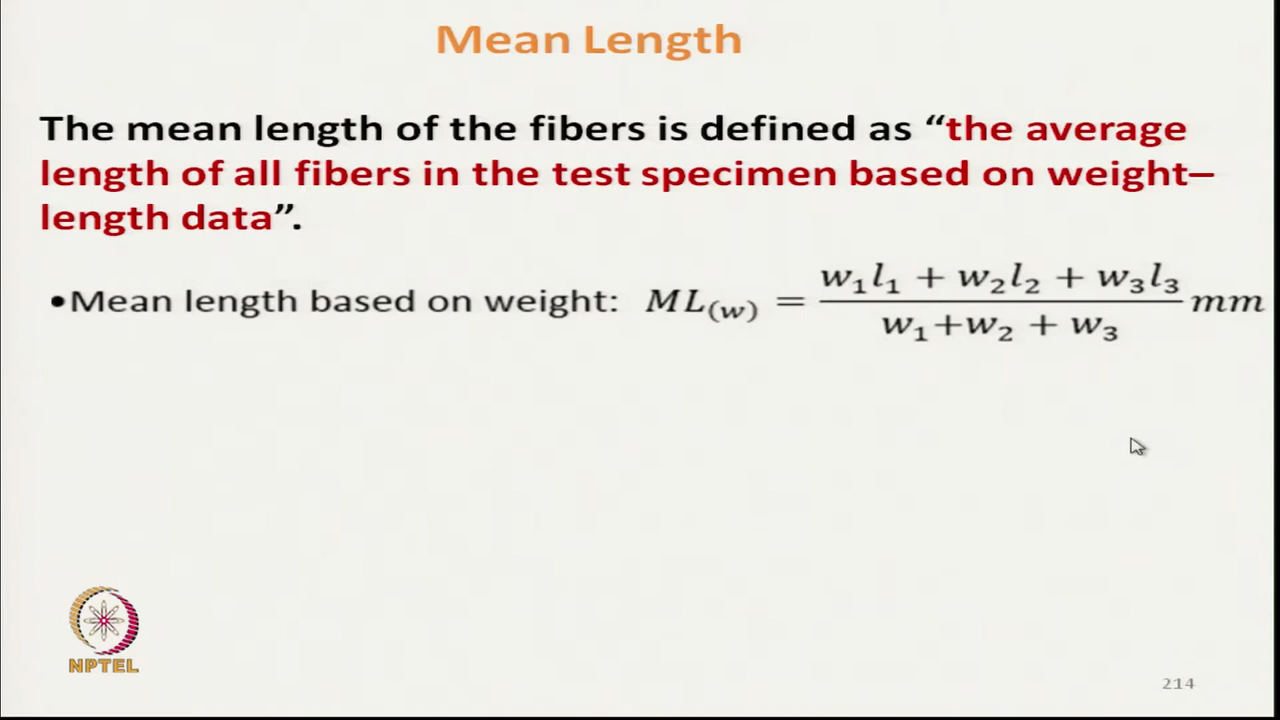 Mean Length
The mean length of the fibers is defined as “the average
length of all fibers in the test specimen based on weight–
length data”.
•Mean length based on weight: ML₍w₎ = (w₁l₁ + w₂l₂ + w₃l₃) / (w₁+w₂ + w₃) mm
NPTEL
214